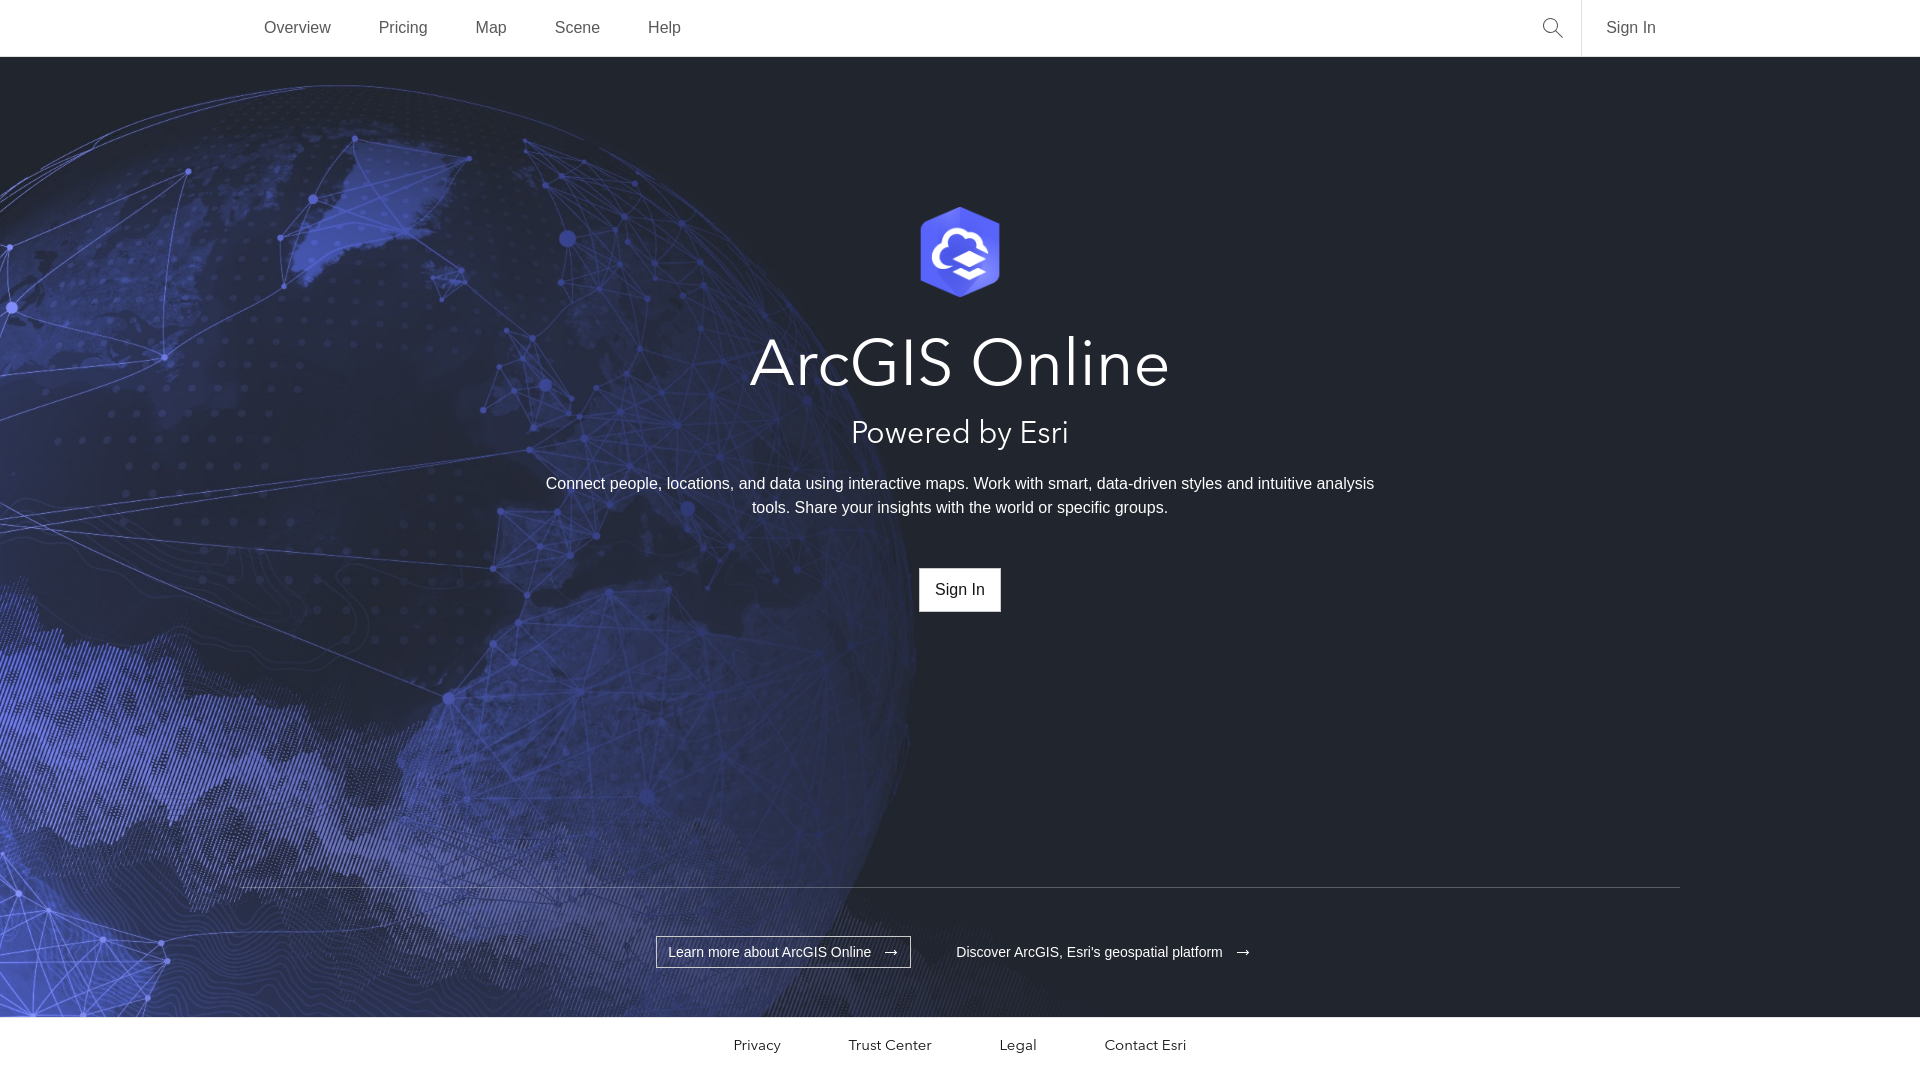 Overview
Pricing
Map
Scene
Help
Sign In
ArcGIS Online
Powered by Esri
Connect people, locations, and data using interactive maps. Work with smart, data-driven styles and intuitive analysis
tools. Share your insights with the world or specific groups.
Sign In
Learn more about ArcGIS Online →
Discover ArcGIS, Esri's geospatial platform →
Privacy
Trust Center
Legal
Contact Esri